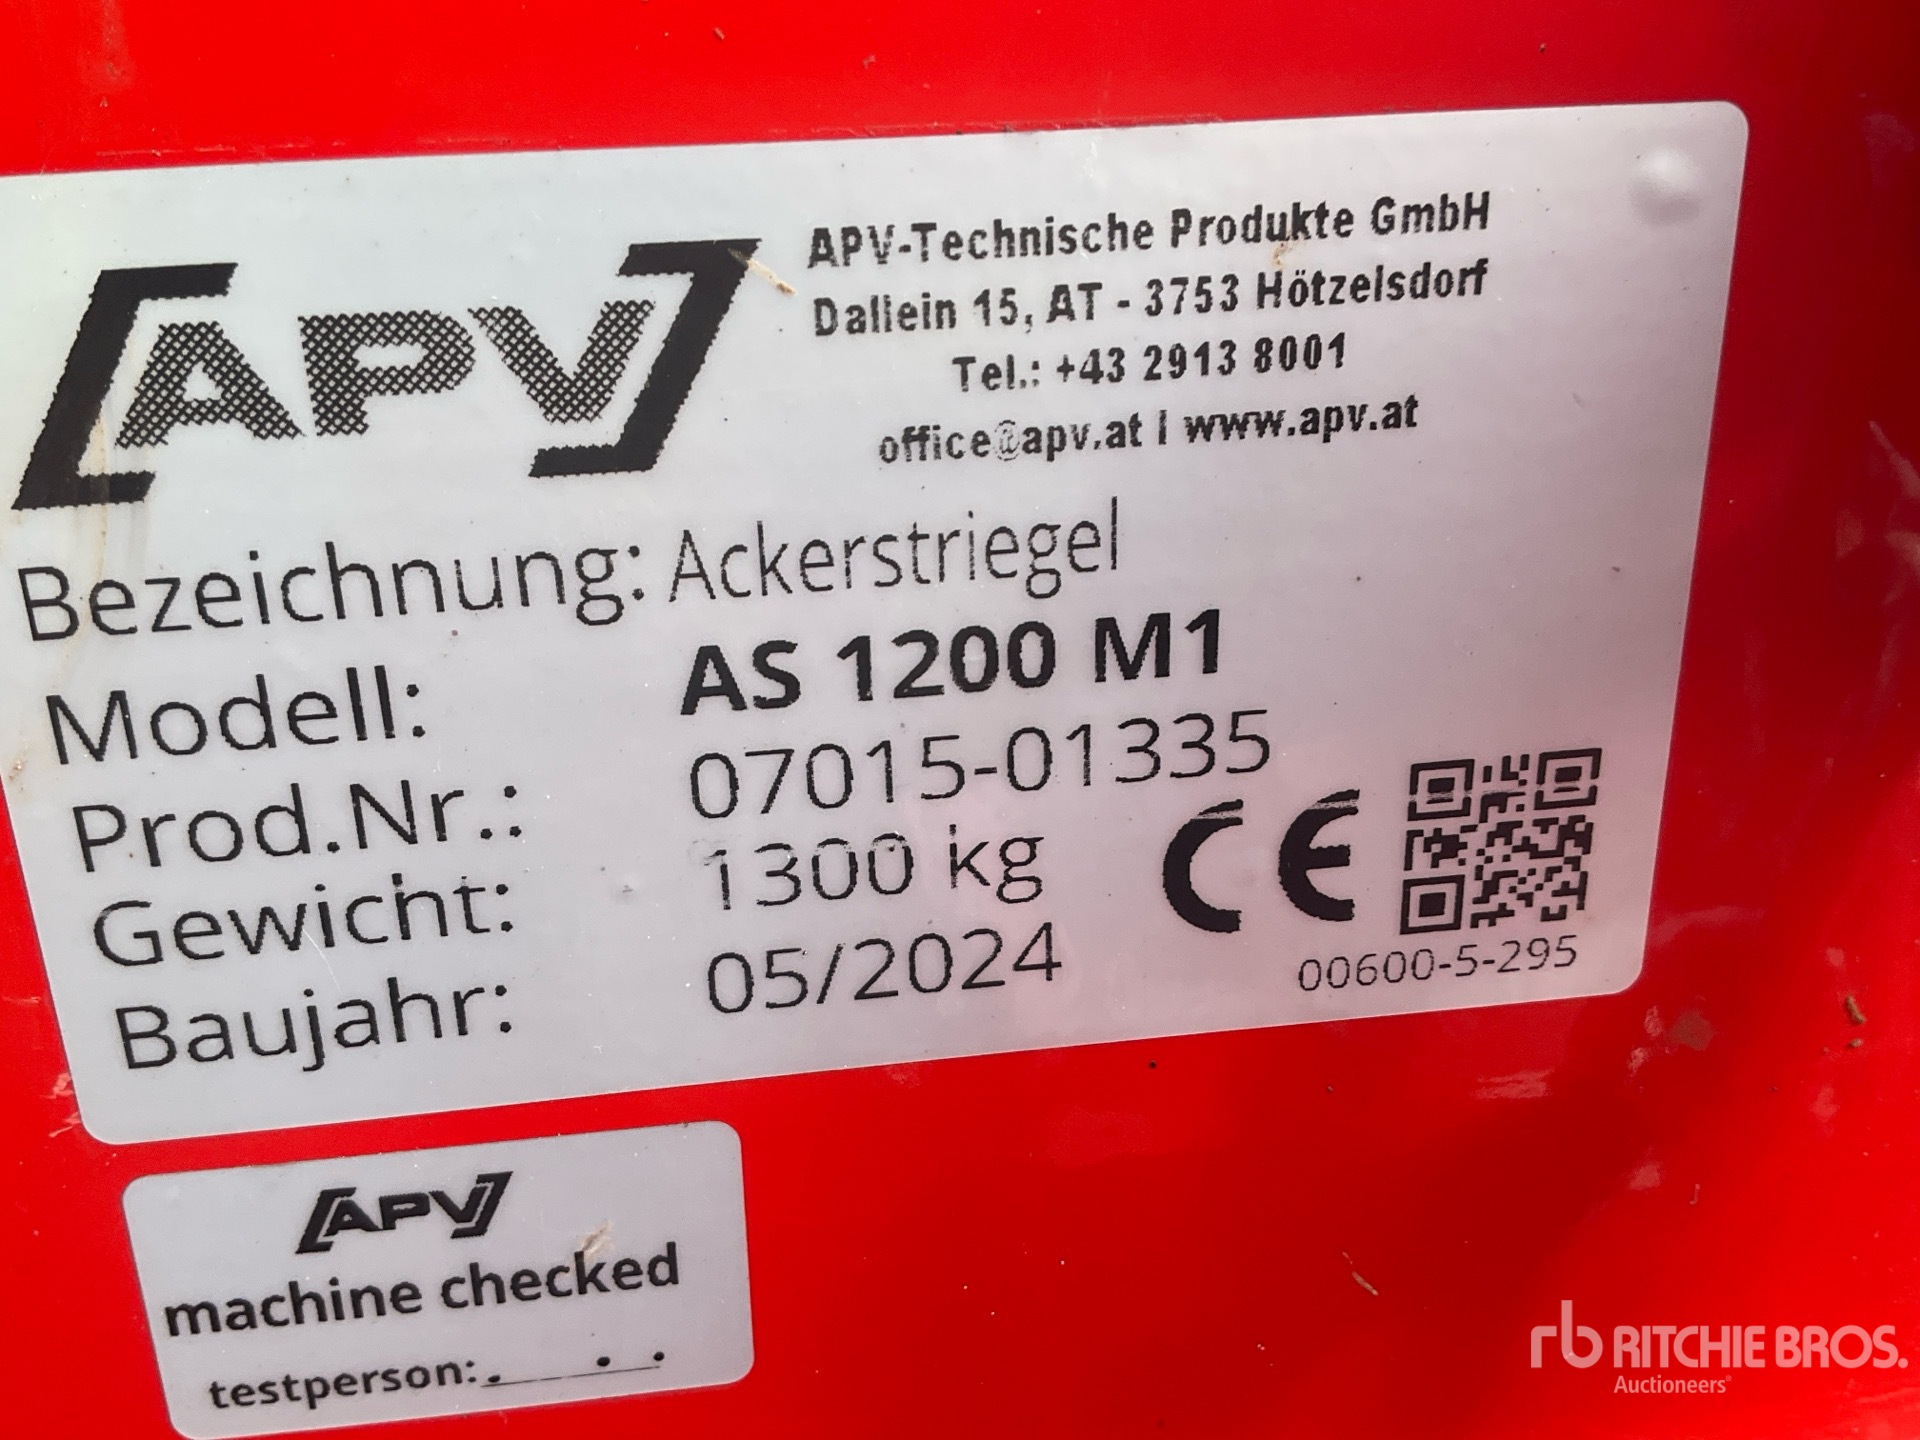 [APV]
APV-Technische Produkte GmbH
Dallein 15, AT - 3753 Hötzelsdorf
Tel.: +43 2913 8001
office@apv.at | www.apv.at
Bezeichnung: Ackerstriegel
Modell: AS 1200 M1
Prod.Nr.: 07015-01335
Gewicht: 1300 kg
Baujahr: 05/2024
CE
00600-5-295
[APV]
machine checked
testperson:
rb RITCHIE BROS.
Auctioneers